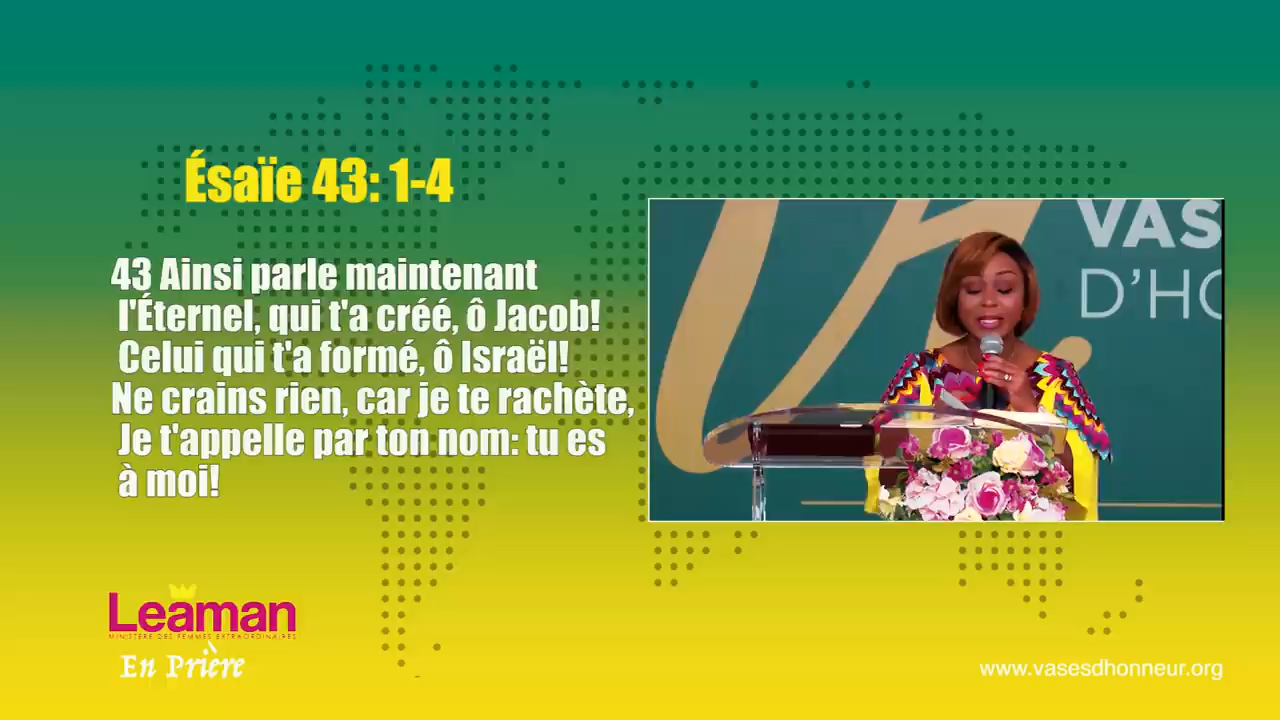 Ésaïe 43: 1-4
43 Ainsi parle maintenant
l'Éternel, qui t'a créé, ô Jacob!
Celui qui t'a formé, ô Israël!
Ne crains rien, car je te rachète,
Je t'appelle par ton nom: tu es
à moi!
VAS
D'HO
Leaman
MINISTÈRE DES FEMMES EXTRAORDINAIRES
En Prière
www.vasesdhonneur.org